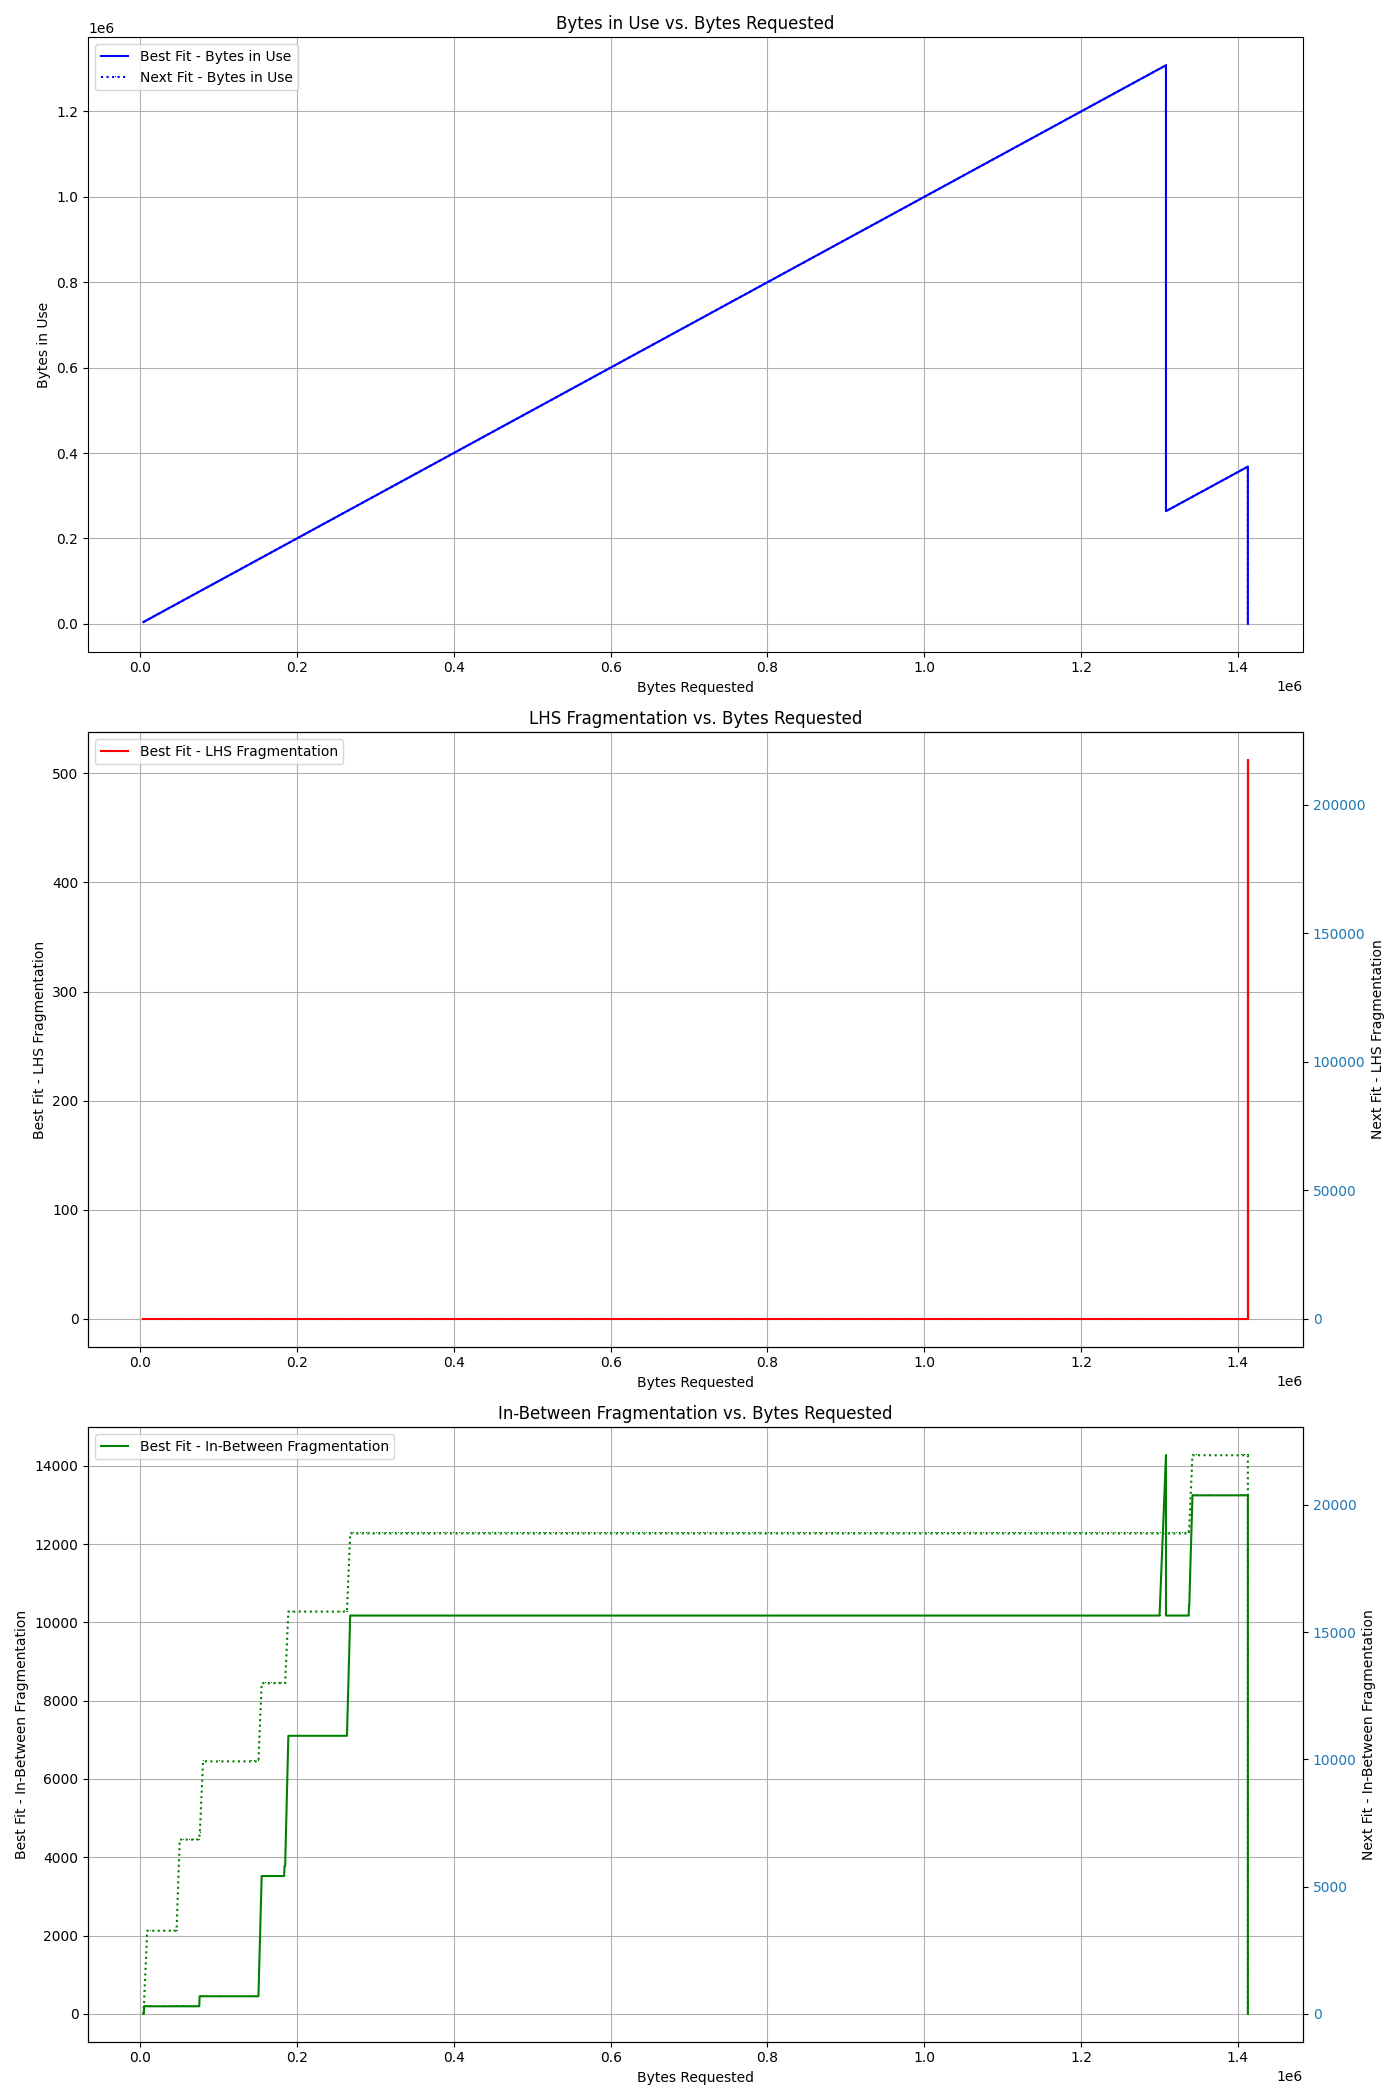 Bytes in Use vs. Bytes Requested
1e6
Best Fit - Bytes in Use
Next Fit - Bytes in Use
1.2
1.0
0.8
0.6
0.4
0.2
0.0
Bytes in Use
0.0 0.2 0.4 0.6 0.8 1.0 1.2 1.4
Bytes Requested
1e6
LHS Fragmentation vs. Bytes Requested
Best Fit - LHS Fragmentation
500
400
300
200
100
0
Best Fit - LHS Fragmentation
200000
150000
100000
50000
0
Next Fit - LHS Fragmentation
0.0 0.2 0.4 0.6 0.8 1.0 1.2 1.4
Bytes Requested
1e6
In-Between Fragmentation vs. Bytes Requested
Best Fit - In-Between Fragmentation
14000
12000
10000
8000
6000
4000
2000
0
Best Fit - In-Between Fragmentation
20000
15000
10000
5000
0
Next Fit - In-Between Fragmentation
0.0 0.2 0.4 0.6 0.8 1.0 1.2 1.4
Bytes Requested
1e6